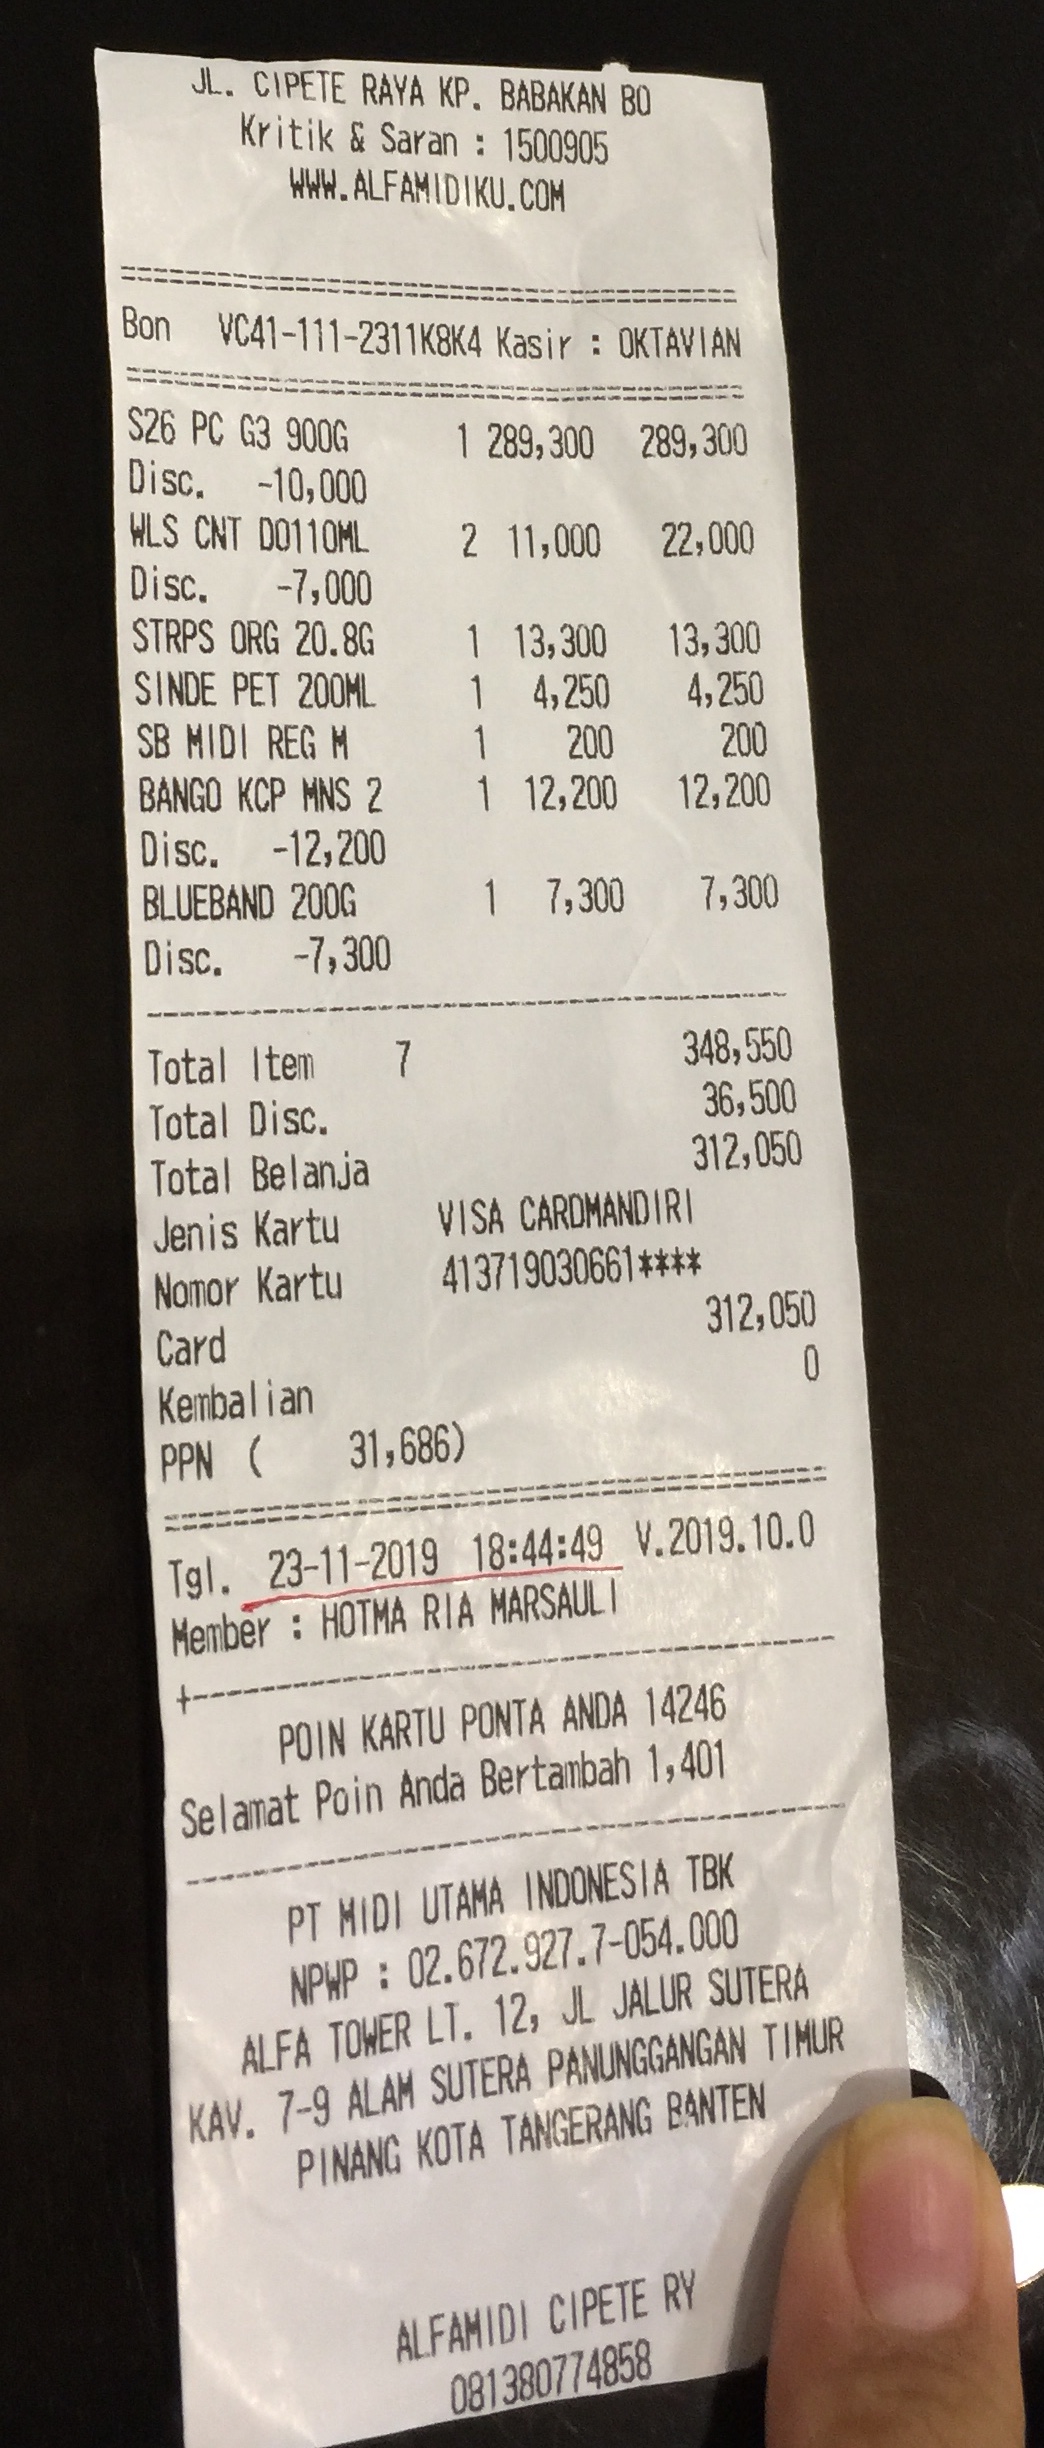 JL. CIPETE RAYA KP. BABAKAN BO
Kritik & Saran : 1500905
WWW.ALFAMIDIKU.COM
Bon VC41-111-2311K8K4 Kasir : OKTAVIAN
S26 PC G3 900G 1 289,300 289,300
Disc. -10,000
WLS CNT DO110ML 2 11,000 22,000
Disc. -7,000
STRPS ORG 20.8G 1 13,300 13,300
SINDE PET 200ML 1 4,250 4,250
SB MIDI REG M 1 200 200
BANGO KCP MNS 2 1 12,200 12,200
Disc. -12,200
BLUEBAND 200G 1 7,300 7,300
Disc. -7,300
Total Item 7 348,550
Total Disc. 36,500
Total Belanja 312,050
Jenis Kartu VISA CARDMANDIRI
Nomor Kartu 413719030661****
Card 312,050
Kembalian 0
PPN ( 31,686)
Tgl. 23-11-2019 18:44:49 V.2019.10.0
Member : HOTMA RIA MARSAULI
+--------------------------------------
POIN KARTU PONTA ANDA 14246
Selamat Poin Anda Bertambah 1,401
PT MIDI UTAMA INDONESIA TBK
NPWP : 02.672.927.7-054.000
ALFA TOWER LT. 12, JL JALUR SUTERA
KAV. 7-9 ALAM SUTERA PANUNGGANGAN TIMUR
PINANG KOTA TANGERANG BANTEN
ALFAMIDI CIPETE RY
081380774858